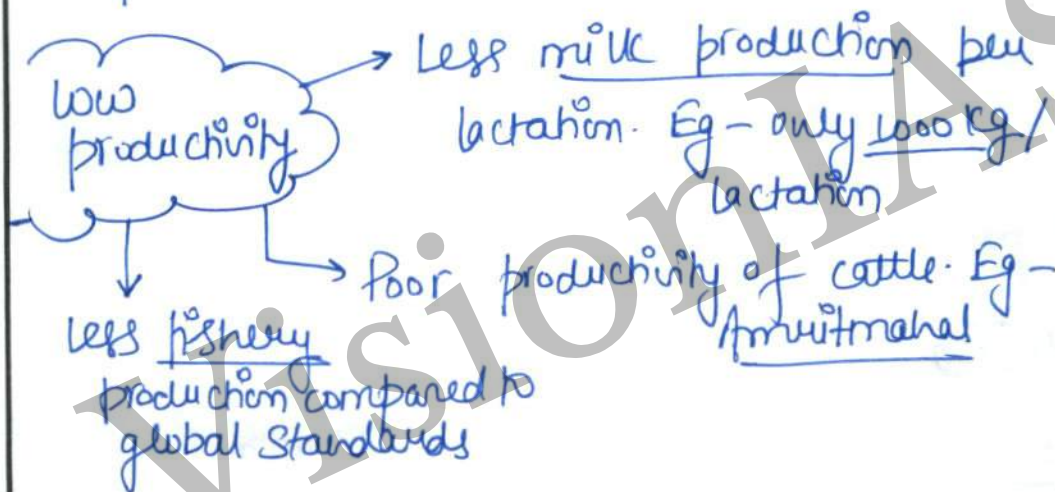 low
productivity
Less milk production per
lactation. Eg - only 1000 kg/
lactation
Poor productivity of cattle. Eg -
Amritmahal
Less fishery
production compared to
global standards
VisionIAS